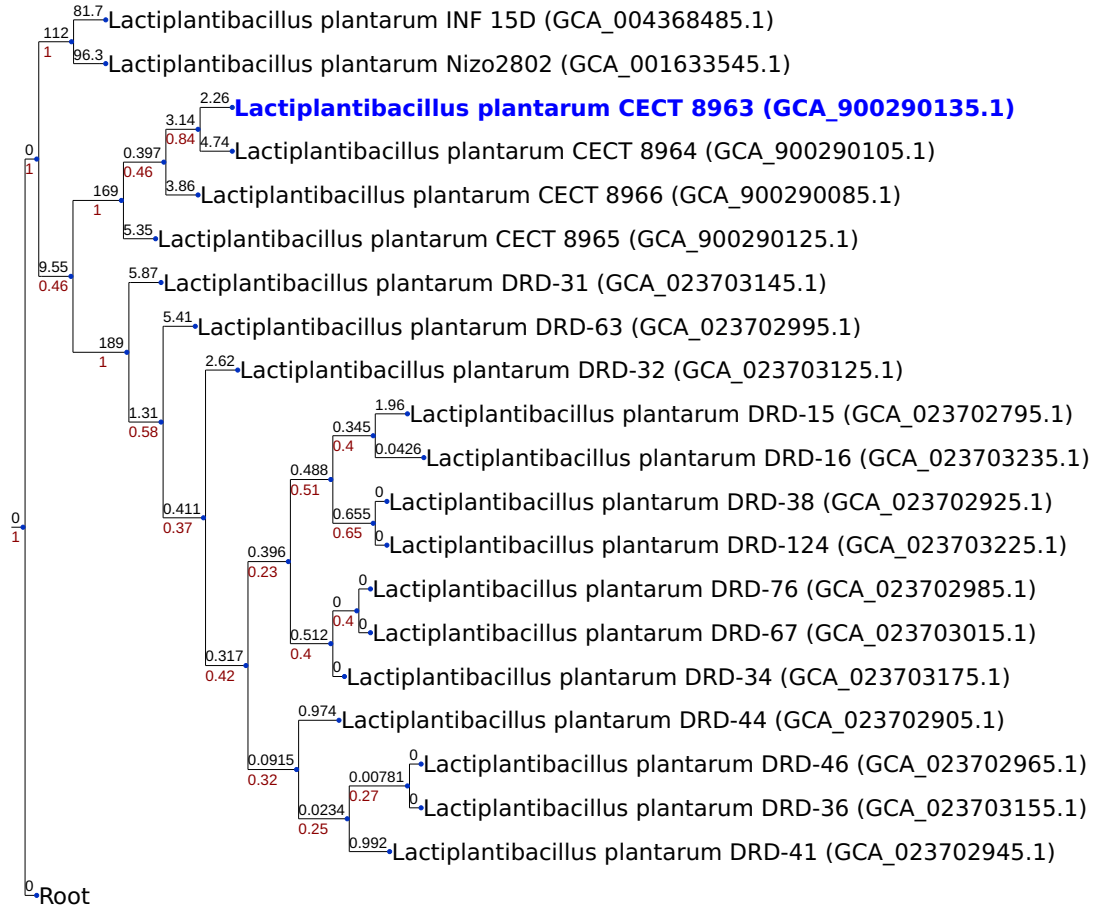 81.7
Lactiplantibacillus plantarum INF 15D (GCA_004368485.1)
112
1
96.3
Lactiplantibacillus plantarum Nizo2802 (GCA_001633545.1)
2.26
Lactiplantibacillus plantarum CECT 8963 (GCA_900290135.1)
3.14
0.84
4.74
Lactiplantibacillus plantarum CECT 8964 (GCA_900290105.1)
0
1
0.397
0.46
3.86
Lactiplantibacillus plantarum CECT 8966 (GCA_900290085.1)
169
1
5.35
Lactiplantibacillus plantarum CECT 8965 (GCA_900290125.1)
9.55
0.46
5.87
Lactiplantibacillus plantarum DRD-31 (GCA_023703145.1)
5.41
Lactiplantibacillus plantarum DRD-63 (GCA_023702995.1)
189
1
2.62
Lactiplantibacillus plantarum DRD-32 (GCA_023703125.1)
1.31
0.58
1.96
Lactiplantibacillus plantarum DRD-15 (GCA_023702795.1)
0.345
0.4
0.0426
Lactiplantibacillus plantarum DRD-16 (GCA_023703235.1)
0.488
0.51
0
Lactiplantibacillus plantarum DRD-38 (GCA_023702925.1)
0
1
0.411
0.37
0.655
0.65
0
Lactiplantibacillus plantarum DRD-124 (GCA_023703225.1)
0.396
0.23
0
Lactiplantibacillus plantarum DRD-76 (GCA_023702985.1)
0
0.4
0
Lactiplantibacillus plantarum DRD-67 (GCA_023703015.1)
0.512
0.4
0.317
0.42
0
Lactiplantibacillus plantarum DRD-34 (GCA_023703175.1)
0.974
Lactiplantibacillus plantarum DRD-44 (GCA_023702905.1)
0.0915
0.32
0
Lactiplantibacillus plantarum DRD-46 (GCA_023702965.1)
0.00781
0.27
0
Lactiplantibacillus plantarum DRD-36 (GCA_023703155.1)
0.0234
0.25
0.992
Lactiplantibacillus plantarum DRD-41 (GCA_023702945.1)
0
Root